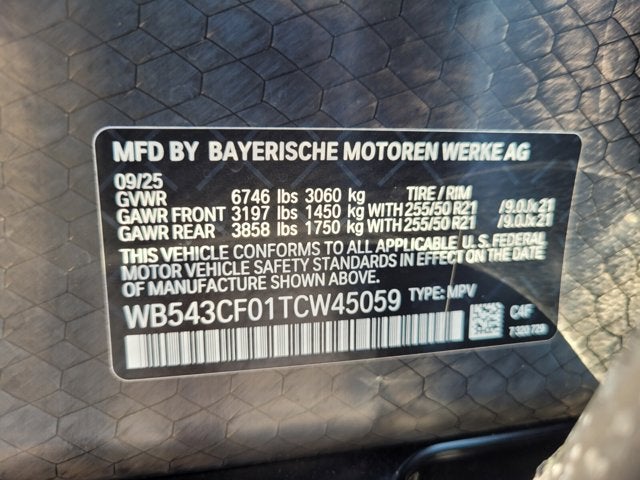 MFD BY BAYERISCHE MOTOREN WERKE AG
09/25
GVWR 6746 lbs 3060 kg TIRE / RIM
GAWR FRONT 3197 lbs 1450 kg WITH 255/50 R21 /9.0Jx21
GAWR REAR 3858 lbs 1750 kg WITH 255/50 R21 /9.0Jx21
THIS VEHICLE CONFORMS TO ALL APPLICABLE U.S. FEDERAL
MOTOR VEHICLE SAFETY STANDARDS IN EFFECT ON THE DATE
OF MANUFACTURE SHOWN ABOVE.
WB543CF01TCW45059 TYPE: MPV
C4F
7320729